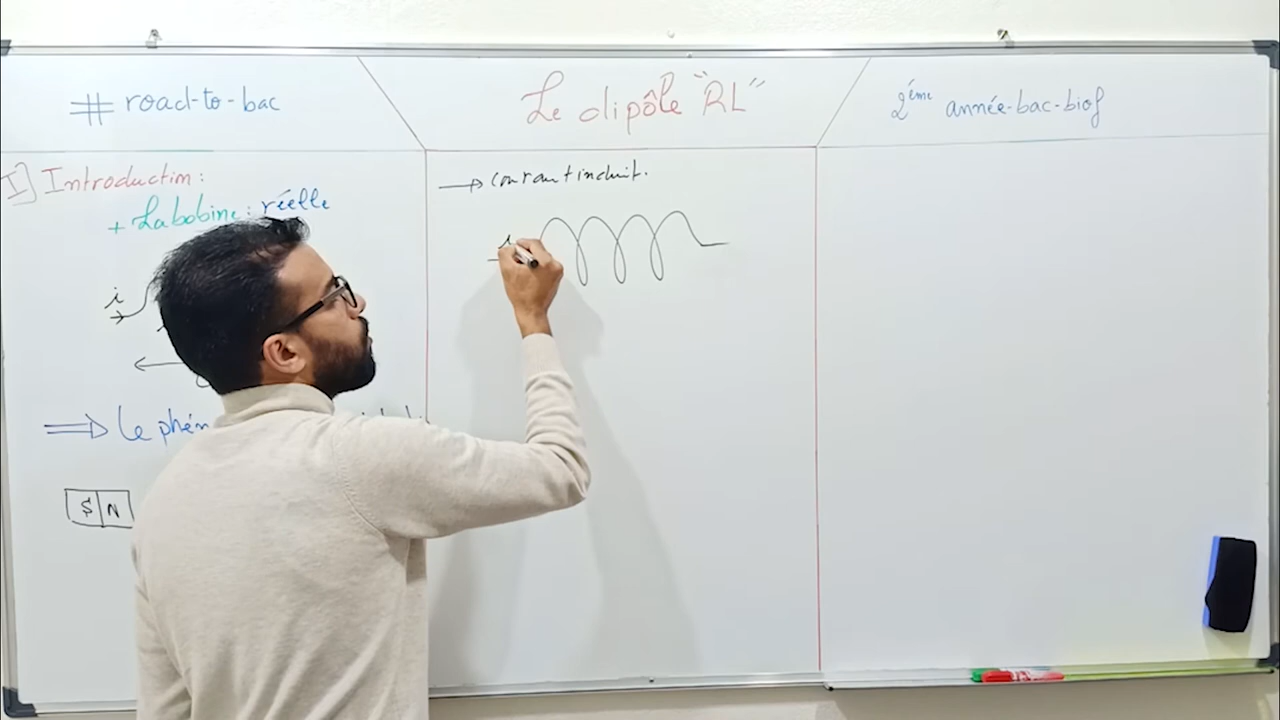 # road-to-bac
Le dipôle "RL"
2ème année-bac-biof
I] Introduction:
+ La bobine: réelle
i
⟹ Le phén
S N
→ courant induit.
i